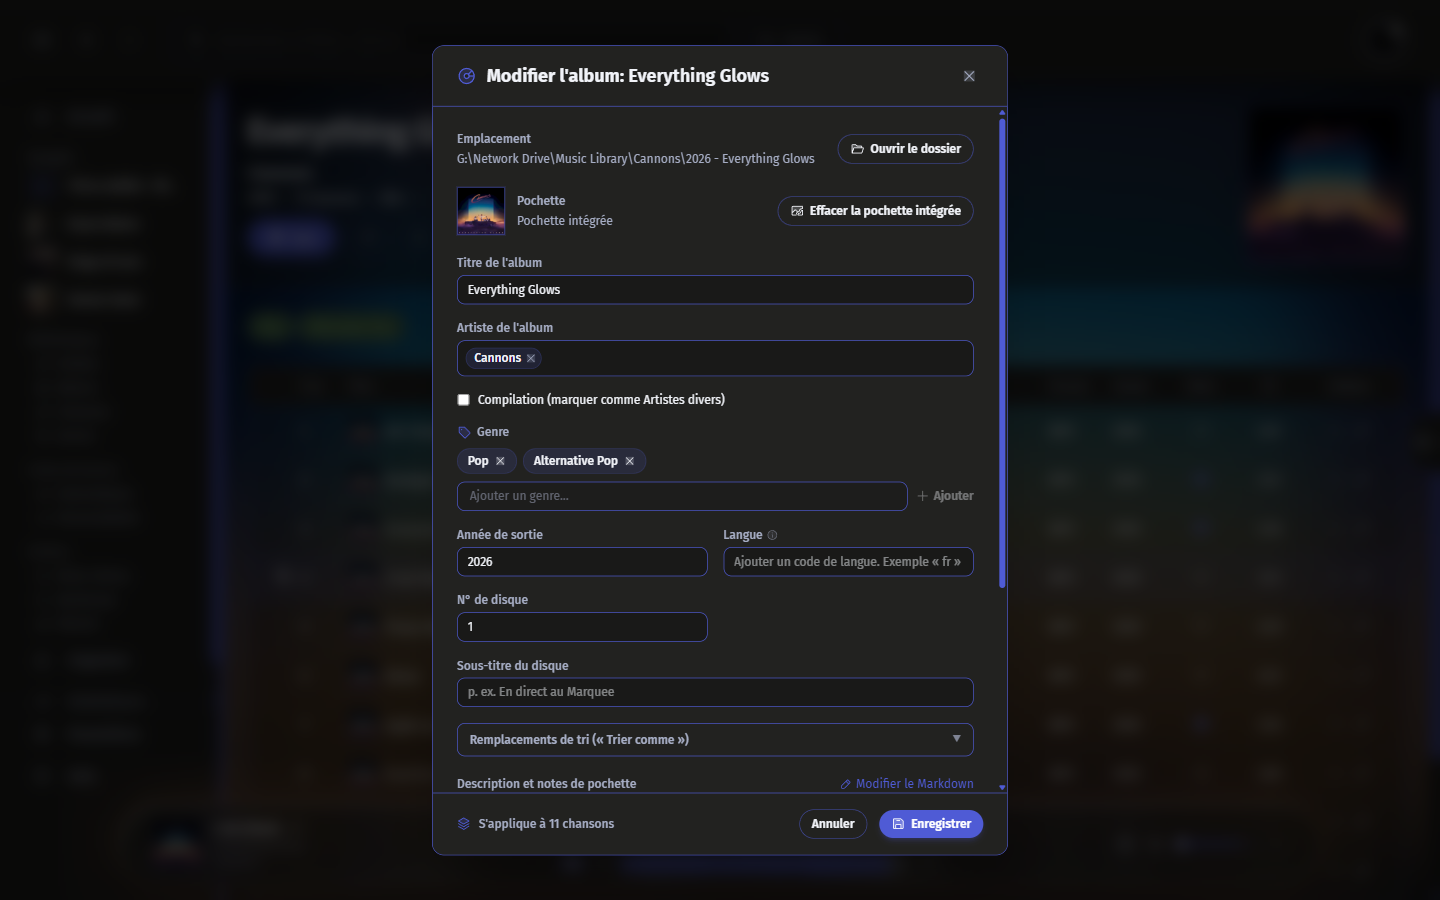 Modifier l'album: Everything Glows
Emplacement
G:\Network Drive\Music Library\Cannons\2026 - Everything Glows
Ouvrir le dossier
Pochette
Pochette intégrée
Effacer la pochette intégrée
Titre de l'album
Everything Glows
Artiste de l'album
Cannons
Compilation (marquer comme Artistes divers)
Genre
Pop
Alternative Pop
Ajouter un genre...
Ajouter
Année de sortie
Langue
2026
Ajouter un code de langue. Exemple « fr »
N° de disque
1
Sous-titre du disque
p. ex. En direct au Marquee
Remplacements de tri (« Trier comme »)
Description et notes de pochette
Modifier le Markdown
S'applique à 11 chansons
Annuler
Enregistrer